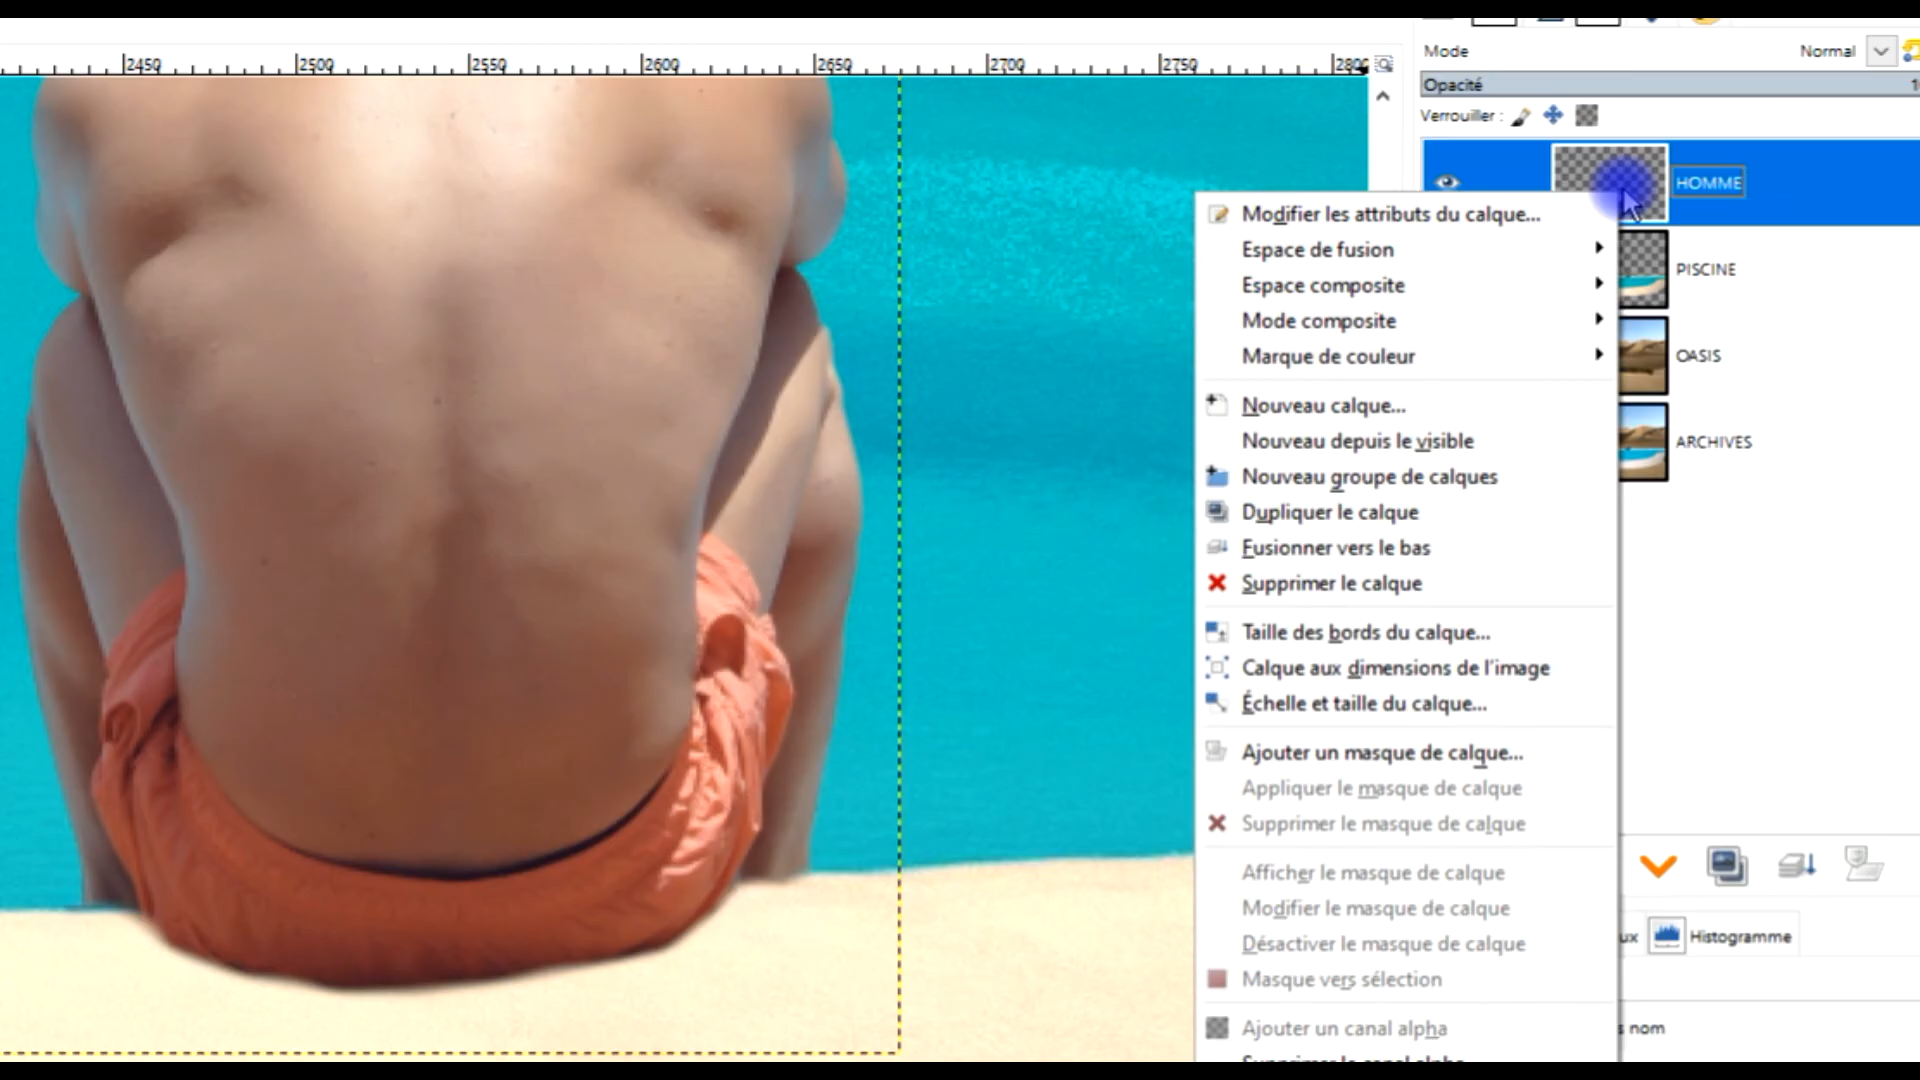 2450 2500 2550 2600 2650 2700 2750
Mode Normal
Opacité
Verrouiller :
HOMME
PISCINE
OASIS
ARCHIVES
Modifier les attributs du calque...
Espace de fusion
Espace composite
Mode composite
Marque de couleur
Nouveau calque...
Nouveau depuis le visible
Nouveau groupe de calques
Dupliquer le calque
Fusionner vers le bas
Supprimer le calque
Taille des bords du calque...
Calque aux dimensions de l'image
Échelle et taille du calque...
Ajouter un masque de calque...
Appliquer le masque de calque
Supprimer le masque de calque
Afficher le masque de calque
Modifier le masque de calque
Désactiver le masque de calque
Masque vers sélection
Ajouter un canal alpha
Supprimer le canal alpha
ux Histogramme
nom